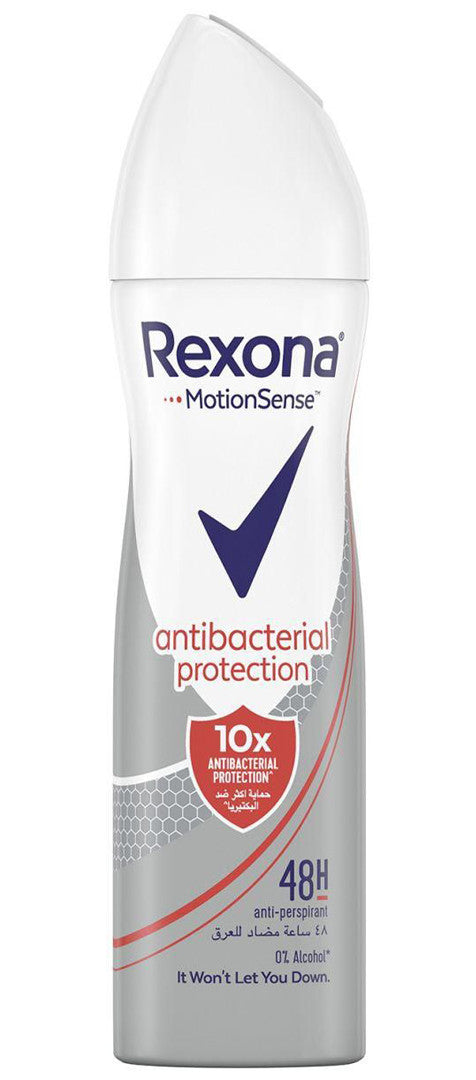 Rexona®
MotionSense™
antibacterial
protection
10x
ANTIBACTERIAL
PROTECTION^
حماية اكثر ضد
البكتيريا^
48H
anti-perspirant
٤٨ ساعة مضاد للعرق
0% Alcohol*
It Won't Let You Down.